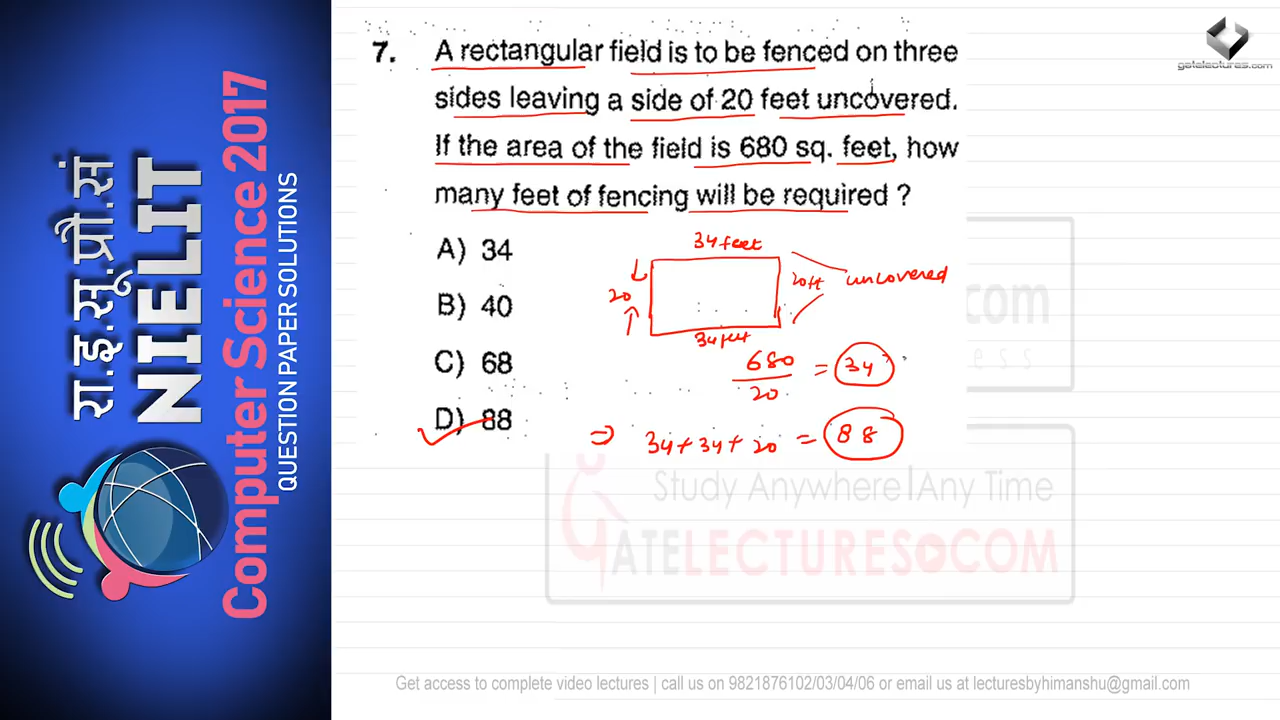 रा.इ.सू.प्रौ.सं
NIELIT
Computer Science 2017
QUESTION PAPER SOLUTIONS
gatelectures.com
7. A rectangular field is to be fenced on three
sides leaving a side of 20 feet uncovered.
If the area of the field is 680 sq. feet, how
many feet of fencing will be required ?
A) 34
B) 40
C) 68
D) 88
34 feet
20
20ft uncovered
34 feet
680
20
= 34
⇒ 34 + 34 + 20 = 88
.com
Study Anywhere|Any Time
GATELECTURES.COM
Get access to complete video lectures | call us on 9821876102/03/04/06 or email us at lecturesbyhimanshu@gmail.com